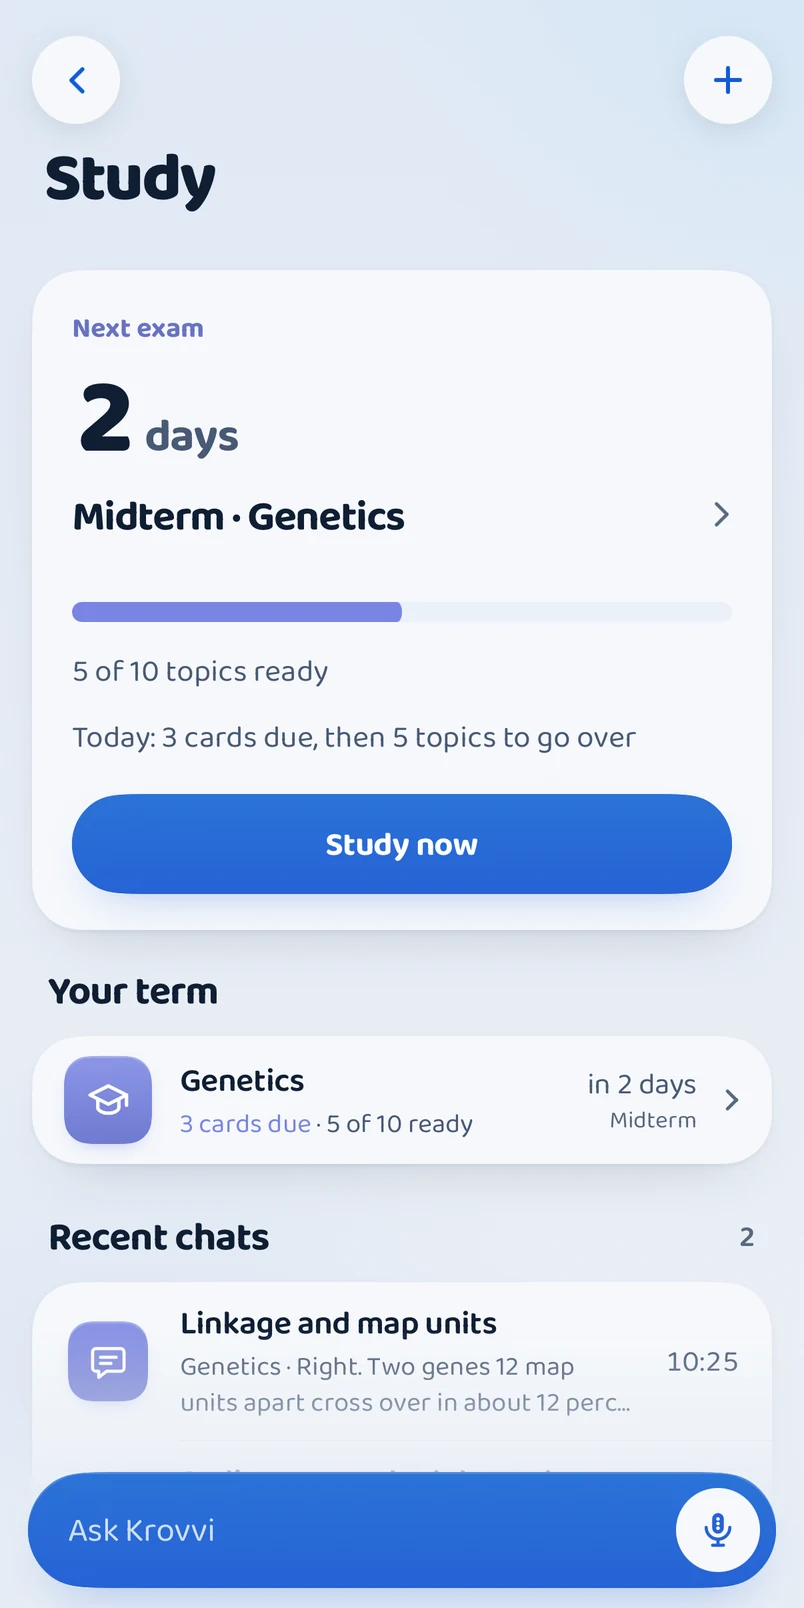 Study
Next exam
2 days
Midterm · Genetics
5 of 10 topics ready
Today: 3 cards due, then 5 topics to go over
Study now
Your term
Genetics
in 2 days
3 cards due · 5 of 10 ready
Midterm
Recent chats
2
Linkage and map units
Genetics · Right. Two genes 12 map
10:25
units apart cross over in about 12 perc...
Ask Krovvi